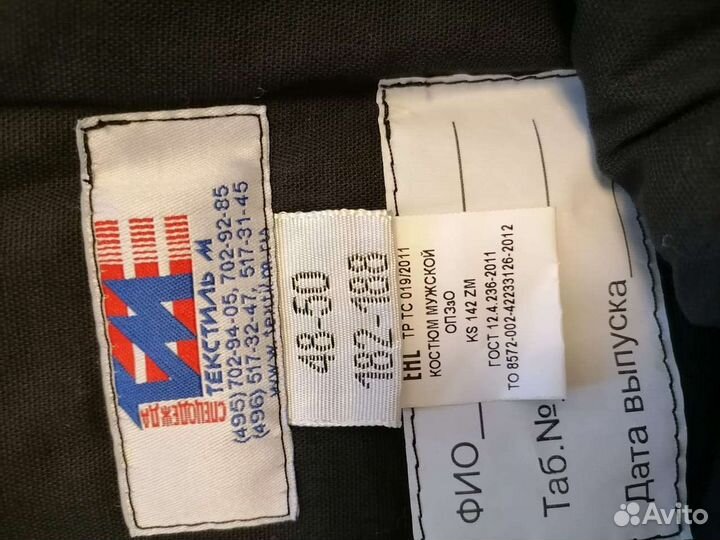 СПЕЦОДЕЖДА
ТЕКСТИЛЬ М
(495) 702-94-05, 702-92-85
(496) 517-32-47, 517-31-45
www.textilm.ru
48-50
182-188
EAC ТР ТС 019/2011
КОСТЮМ МУЖСКОЙ
ОПЗэО
KS 142 ZM
ГОСТ 12.4.236-2011
ТО 8572-002-42233126-2012
ФИО
Таб.№
Дата выпуска
Avito